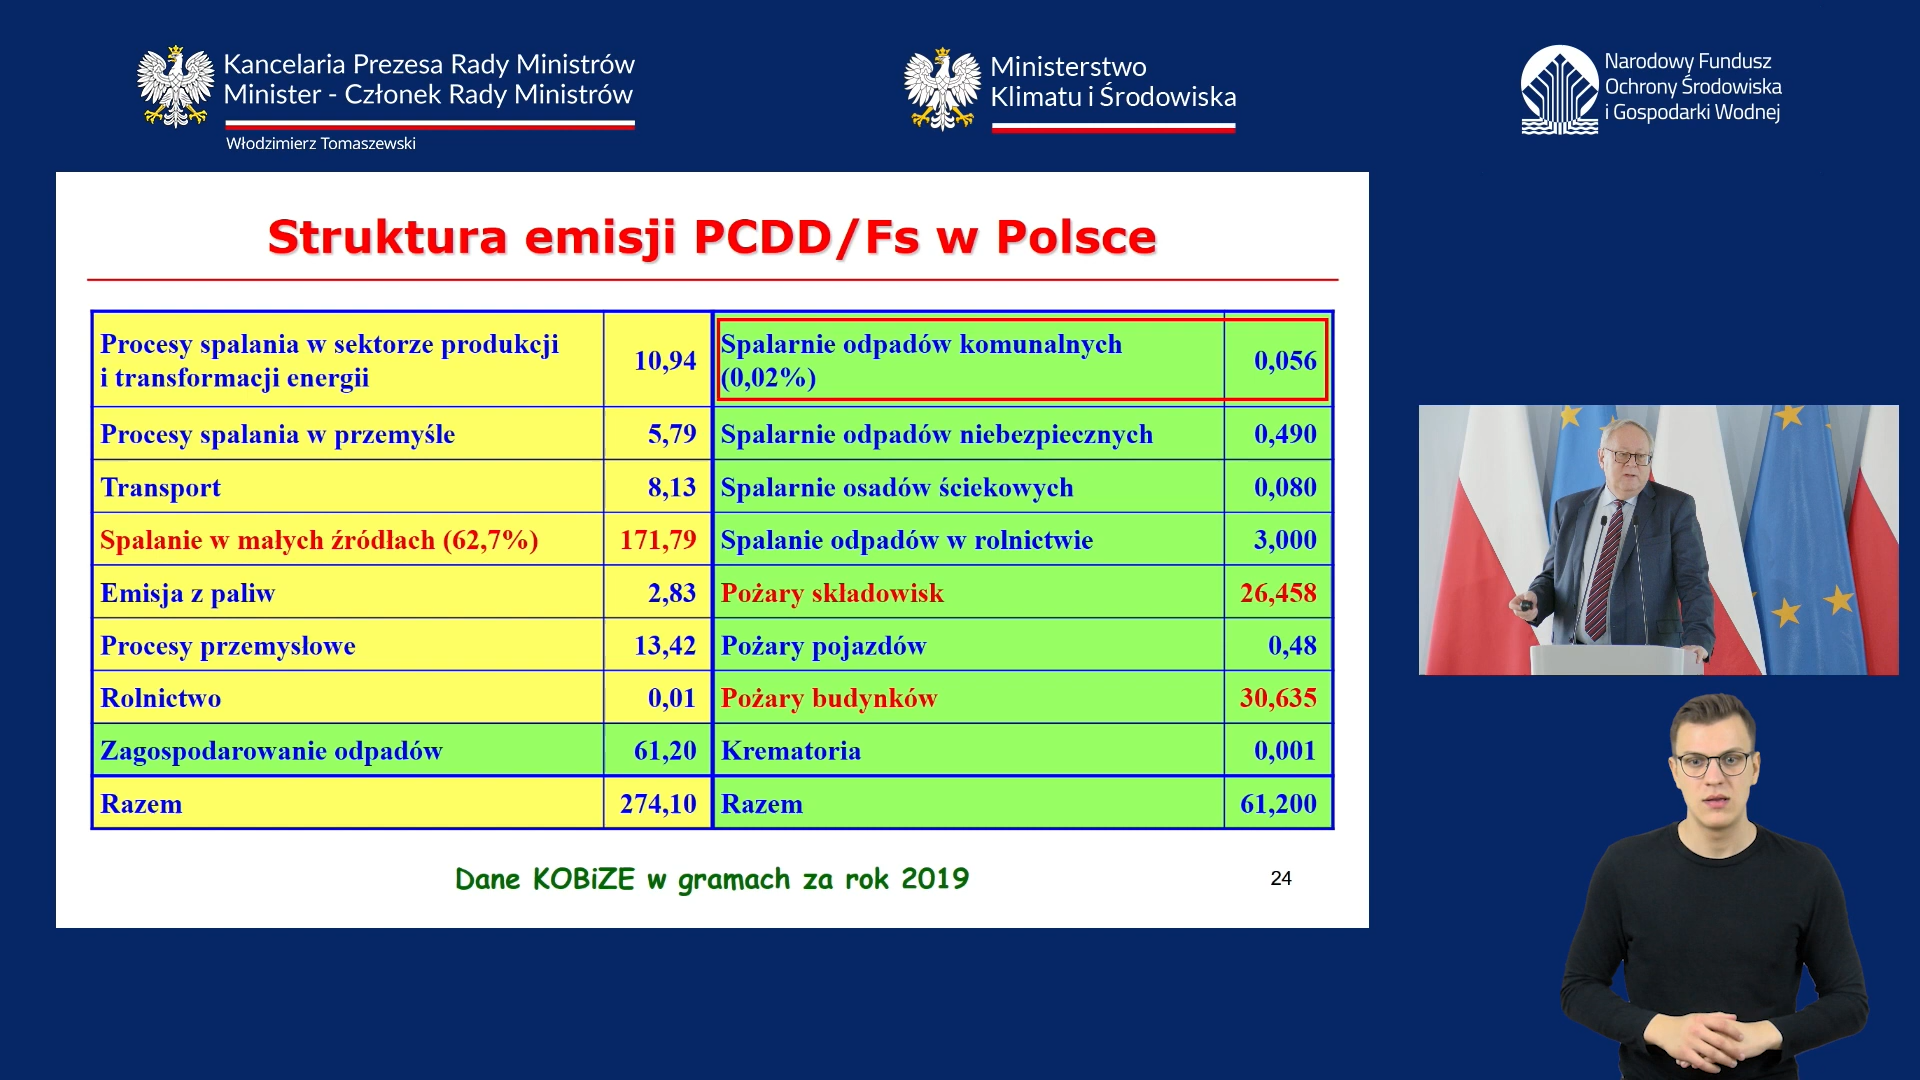 Kancelaria Prezesa Rady Ministrów
Minister - Członek Rady Ministrów
Włodzimierz Tomaszewski
Ministerstwo
Klimatu i Środowiska
Narodowy Fundusz
Ochrony Środowiska
i Gospodarki Wodnej
Struktura emisji PCDD/Fs w Polsce
Procesy spalania w sektorze produkcji
i transformacji energii 10,94
Spalarnie odpadów komunalnych
(0,02%) 0,056
Procesy spalania w przemyśle 5,79 Spalarnie odpadów niebezpiecznych 0,490
Transport 8,13 Spalarnie osadów ściekowych 0,080
Spalanie w małych źródłach (62,7%) 171,79 Spalanie odpadów w rolnictwie 3,000
Emisja z paliw 2,83 Pożary składowisk 26,458
Procesy przemysłowe 13,42 Pożary pojazdów 0,48
Rolnictwo 0,01 Pożary budynków 30,635
Zagospodarowanie odpadów 61,20 Krematoria 0,001
Razem 274,10 Razem 61,200
Dane KOBiZE w gramach za rok 2019
24